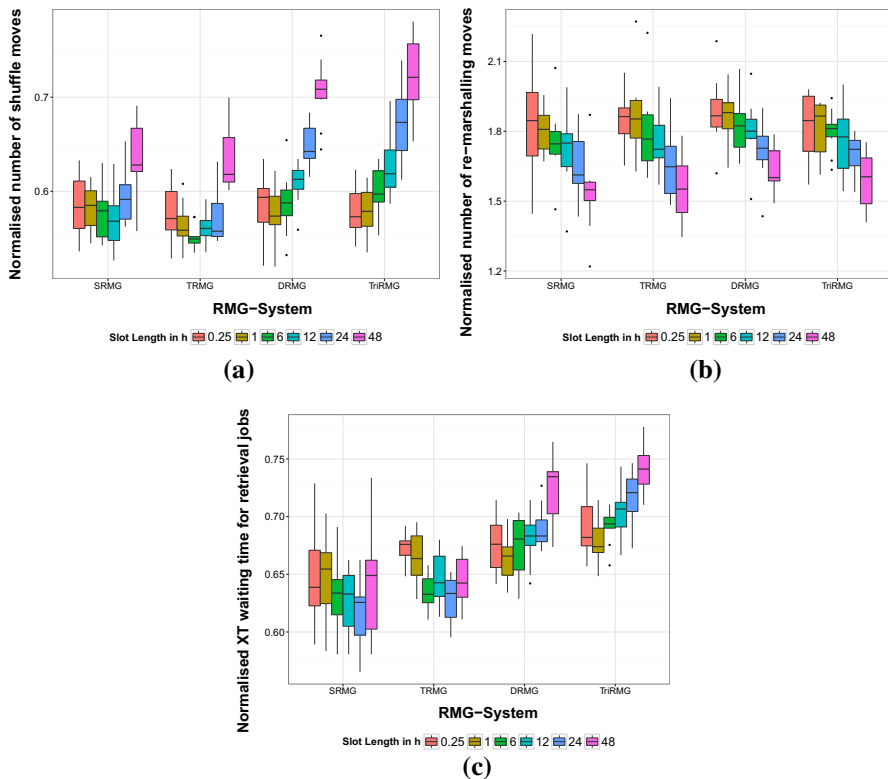 Normalised number of shuffle moves
0.7
0.6
SRMG TRMG DRMG TriRMG
RMG−System
Slot Length in h 0.25 1 6 12 24 48
(a)
Normalised number of re−marshalling moves
2.1
1.8
1.5
1.2
SRMG TRMG DRMG TriRMG
RMG−System
Slot Length in h 0.25 1 6 12 24 48
(b)
Normalised XT waiting time for retrieval jobs
0.75
0.70
0.65
0.60
SRMG TRMG DRMG TriRMG
RMG−System
Slot Length in h 0.25 1 6 12 24 48
(c)